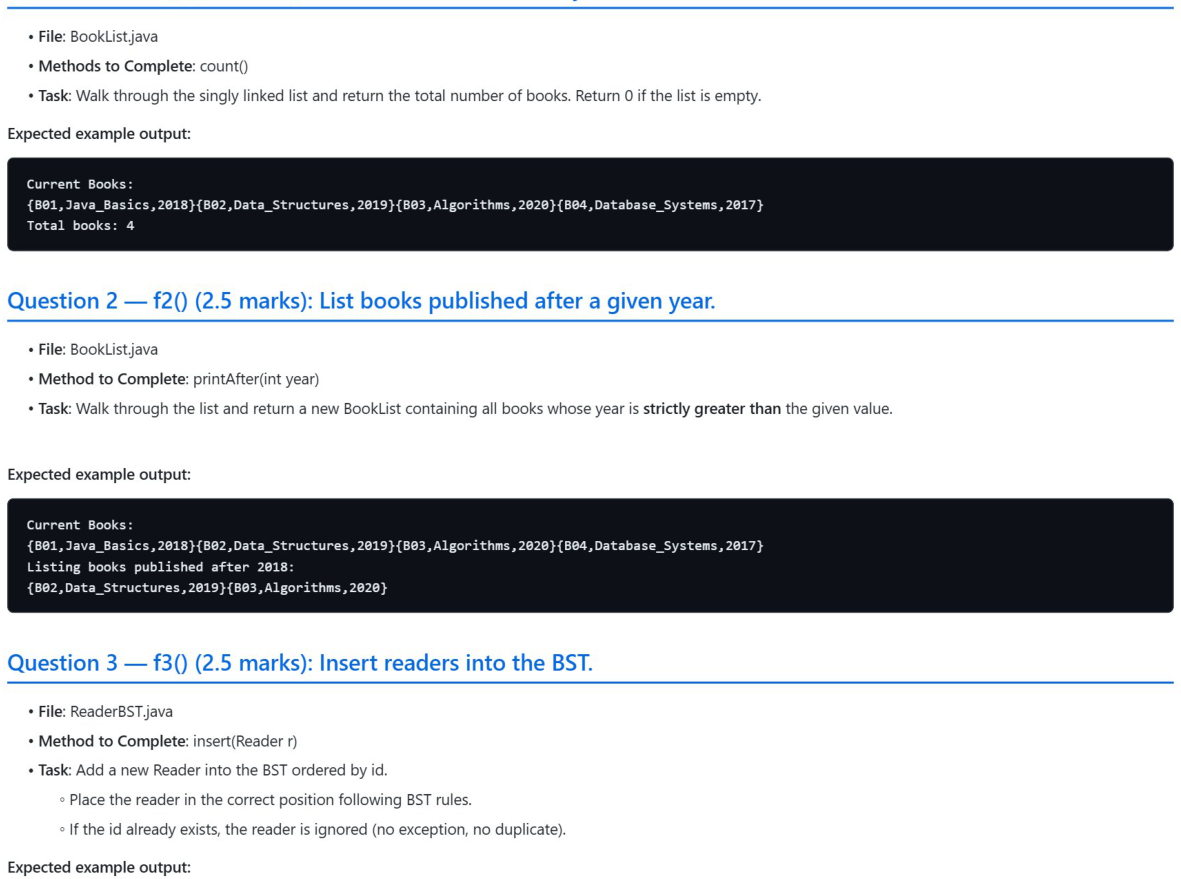 • File: BookList.java
• Methods to Complete: count()
• Task: Walk through the singly linked list and return the total number of books. Return 0 if the list is empty.
Expected example output:
Current Books:
{B01,Java_Basics,2018}{B02,Data_Structures,2019}{B03,Algorithms,2020}{B04,Database_Systems,2017}
Total books: 4
Question 2 — f2() (2.5 marks): List books published after a given year.
• File: BookList.java
• Method to Complete: printAfter(int year)
• Task: Walk through the list and return a new BookList containing all books whose year is strictly greater than the given value.
Expected example output:
Current Books:
{B01,Java_Basics,2018}{B02,Data_Structures,2019}{B03,Algorithms,2020}{B04,Database_Systems,2017}
Listing books published after 2018:
{B02,Data_Structures,2019}{B03,Algorithms,2020}
Question 3 — f3() (2.5 marks): Insert readers into the BST.
• File: ReaderBST.java
• Method to Complete: insert(Reader r)
• Task: Add a new Reader into the BST ordered by id.
◦ Place the reader in the correct position following BST rules.
◦ If the id already exists, the reader is ignored (no exception, no duplicate).
Expected example output: